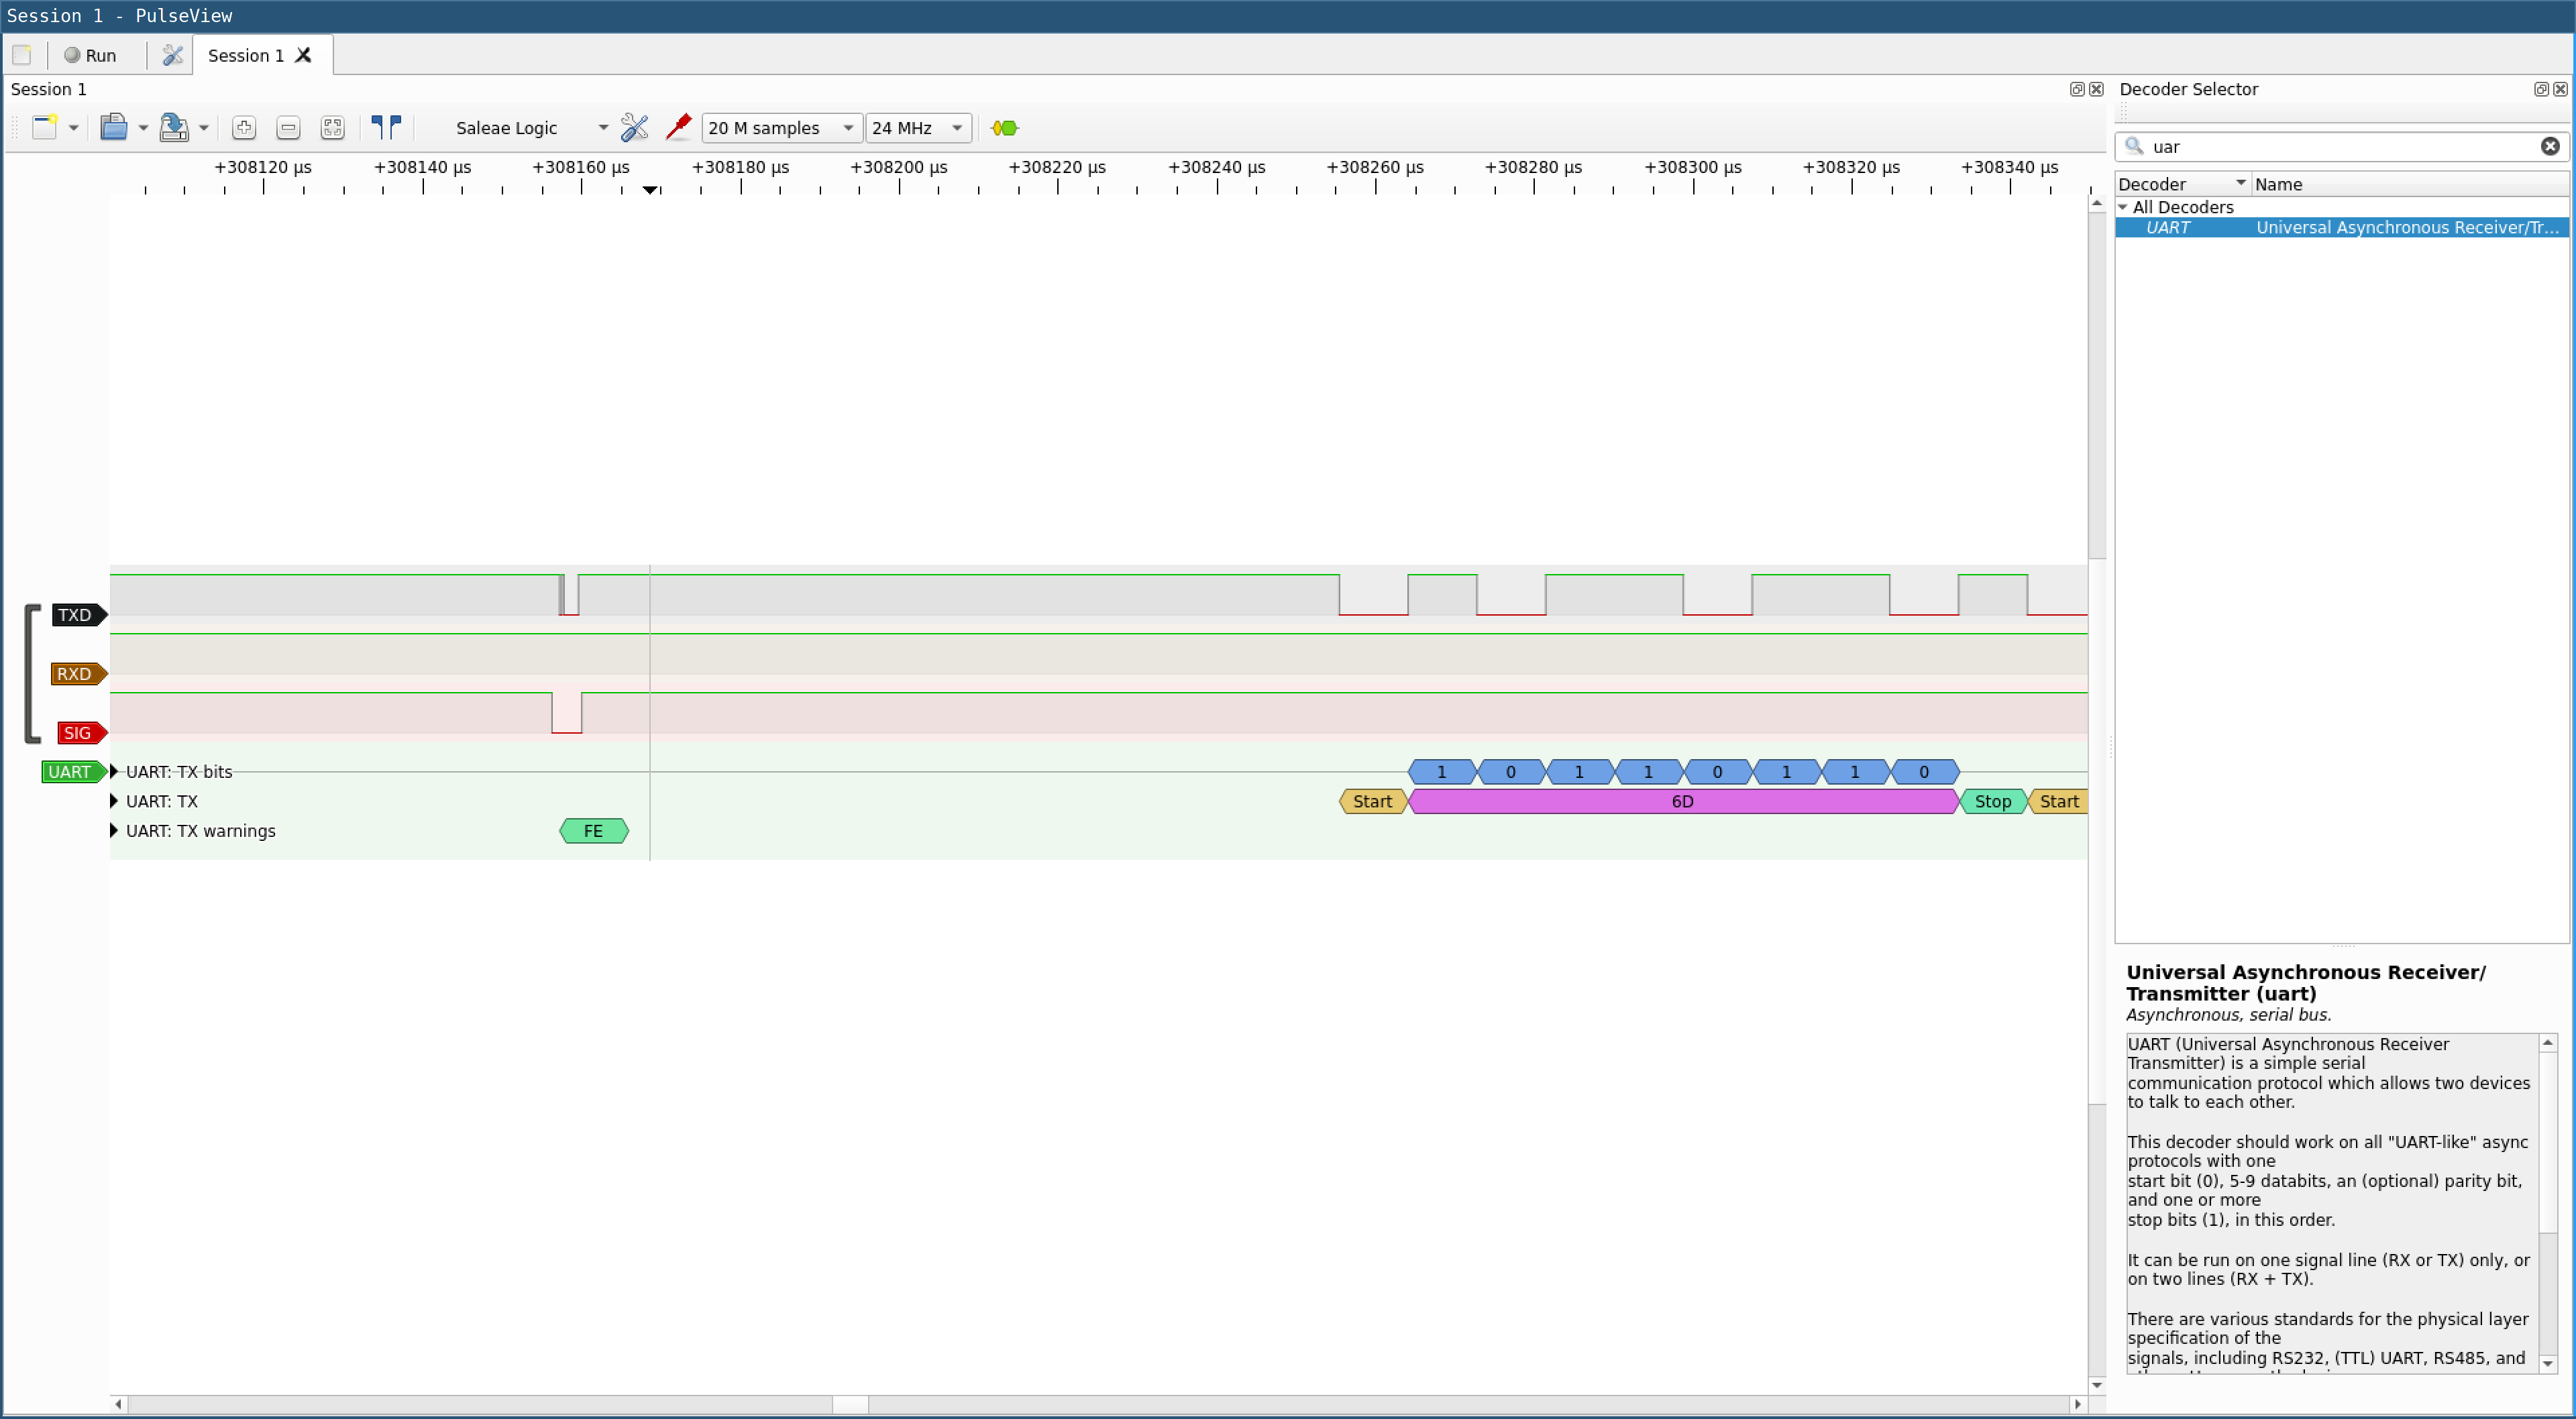 Session 1 - PulseView
Run
Session 1
Session 1
Decoder Selector
Saleae Logic
20 M samples
24 MHz
uar
+308120 µs +308140 µs +308160 µs +308180 µs +308200 µs +308220 µs +308240 µs +308260 µs +308280 µs +308300 µs +308320 µs +308340 µs
Decoder Name
All Decoders
UART Universal Asynchronous Receiver/Tr...
TXD
RXD
SIG
UART UART: TX bits 1 0 1 1 0 1 1 0
UART: TX Start 6D Stop Start
UART: TX warnings FE
Universal Asynchronous Receiver/
Transmitter (uart)
Asynchronous, serial bus.
UART (Universal Asynchronous Receiver
Transmitter) is a simple serial
communication protocol which allows two devices
to talk to each other.
This decoder should work on all "UART-like" async
protocols with one
start bit (0), 5-9 databits, an (optional) parity bit,
and one or more
stop bits (1), in this order.
It can be run on one signal line (RX or TX) only, or
on two lines (RX + TX).
There are various standards for the physical layer
specification of the
signals, including RS232, (TTL) UART, RS485, and